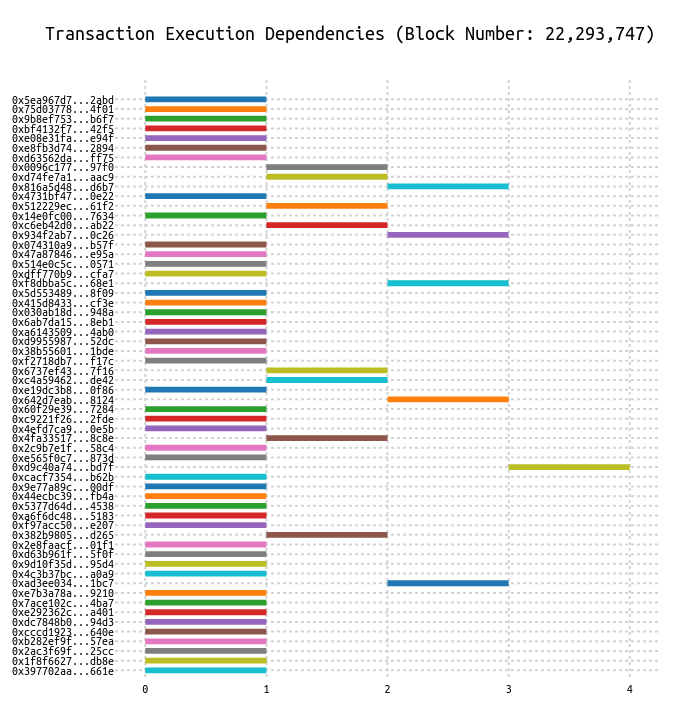 Transaction Execution Dependencies (Block Number: 22,293,747)
0x5ea967d7...2abd
0x75d03778...4f01
0x9b8ef753...b6f7
0xbf4132f7...42f5
0xe08e31fa...e94f
0xe8fb3d74...2894
0xd63562da...ff75
0x0096c177...97f0
0xd74fe7a1...aac9
0x816a5d48...d6b7
0x4731bf47...0e22
0x512229ec...61f2
0x14e0fc00...7634
0xc6eb42d0...ab22
0x934f2ab7...0c26
0x074310a9...b57f
0x47a87846...e95a
0x514e0c5c...0571
0xdff770b9...cfa7
0xf8dbba5c...68e1
0x5d553489...8f09
0x415d8433...cf3e
0x030ab18d...948a
0x6ab7da15...8eb1
0xa6143509...4ab0
0xd9955987...52dc
0x38b55601...1bde
0xf2718db7...f17c
0x6737ef43...7f16
0xc4a59462...de42
0xe19dc3b8...0f86
0x642d7eab...8124
0x60f29e39...7284
0xc9221f26...2fde
0x4efd7ca9...0e5b
0x4fa33517...8c8e
0x2c9b7e1f...58c4
0xe565f0c7...873d
0xd9c40a74...bd7f
0xcacf7354...b62b
0x9e77a89c...00df
0x44ecbc39...fb4a
0x5377d64d...4538
0xa6f6dc48...5183
0xf97acc50...e207
0x382b9805...d265
0x2e8faacf...01f1
0xd63b961f...5f0f
0x9d10f35d...95d4
0x4c3b37bc...a0a9
0xad3ee034...1bc7
0xe7b3a78a...9210
0x7ace102c...4ba7
0xe292362c...a401
0xdc7848b0...94d3
0xcccd1923...640e
0xb282ef9f...57ea
0x2ac3f69f...25cc
0x1f8f6627...db8e
0x397702aa...661e
0 1 2 3 4